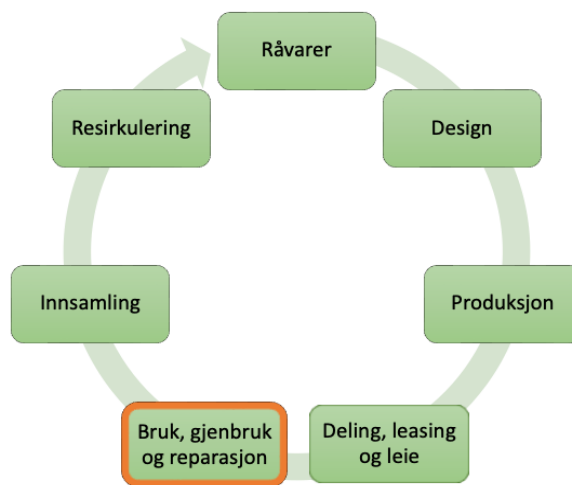 Råvarer
Design
Produksjon
Deling, leasing
og leie
Bruk, gjenbruk
og reparasjon
Innsamling
Resirkulering